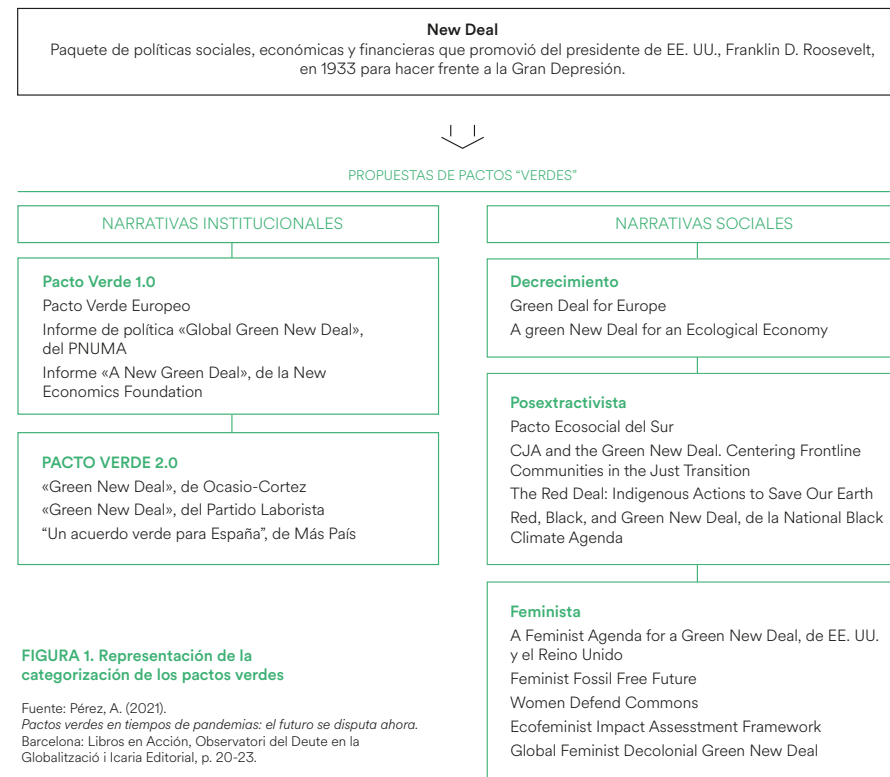 New Deal
Paquete de políticas sociales, económicas y financieras que promovió del presidente de EE. UU., Franklin D. Roosevelt,
en 1933 para hacer frente a la Gran Depresión.
PROPUESTAS DE PACTOS “VERDES”
NARRATIVAS INSTITUCIONALES
Pacto Verde 1.0
Pacto Verde Europeo
Informe de política «Global Green New Deal»,
del PNUMA
Informe «A New Green Deal», de la New
Economics Foundation
PACTO VERDE 2.0
«Green New Deal», de Ocasio-Cortez
«Green New Deal», del Partido Laborista
“Un acuerdo verde para España”, de Más País
NARRATIVAS SOCIALES
Decrecimiento
Green Deal for Europe
A green New Deal for an Ecological Economy
Posextractivista
Pacto Ecosocial del Sur
CJA and the Green New Deal. Centering Frontline
Communities in the Just Transition
The Red Deal: Indigenous Actions to Save Our Earth
Red, Black, and Green New Deal, de la National Black
Climate Agenda
Feminista
A Feminist Agenda for a Green New Deal, de EE. UU.
y el Reino Unido
Feminist Fossil Free Future
Women Defend Commons
Ecofeminist Impact Assesstment Framework
Global Feminist Decolonial Green New Deal
FIGURA 1. Representación de la
categorización de los pactos verdes
Fuente: Pérez, A. (2021).
Pactos verdes en tiempos de pandemias: el futuro se disputa ahora.
Barcelona: Libros en Acción, Observatori del Deute en la
Globalització i Icaria Editorial, p. 20-23.